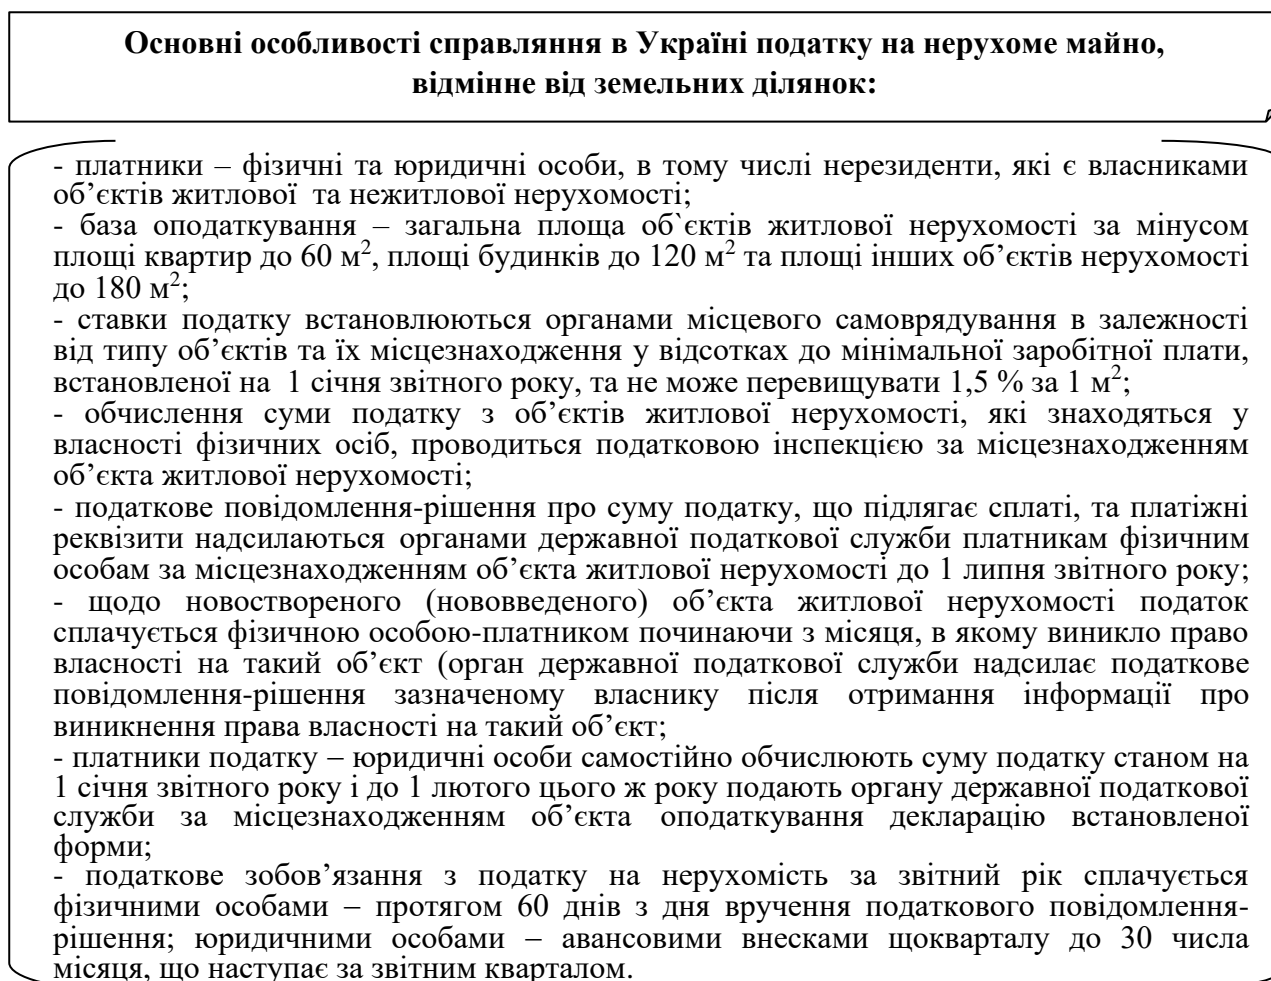 Основні особливості справляння в Україні податку на нерухоме майно,
відмінне від земельних ділянок:
- платники – фізичні та юридичні особи, в тому числі нерезиденти, які є власниками
об’єктів житлової та нежитлової нерухомості;
- база оподаткування – загальна площа об`єктів житлової нерухомості за мінусом
площі квартир до 60 м², площі будинків до 120 м² та площі інших об’єктів нерухомості
до 180 м²;
- ставки податку встановлюються органами місцевого самоврядування в залежності
від типу об’єктів та їх місцезнаходження у відсотках до мінімальної заробітної плати,
встановленої на 1 січня звітного року, та не може перевищувати 1,5 % за 1 м²;
- обчислення суми податку з об’єктів житлової нерухомості, які знаходяться у
власності фізичних осіб, проводиться податковою інспекцією за місцезнаходженням
об’єкта житлової нерухомості;
- податкове повідомлення-рішення про суму податку, що підлягає сплаті, та платіжні
реквізити надсилаються органами державної податкової служби платникам фізичним
особам за місцезнаходженням об’єкта житлової нерухомості до 1 липня звітного року;
- щодо новоствореного (нововведеного) об’єкта житлової нерухомості податок
сплачується фізичною особою-платником починаючи з місяця, в якому виникло право
власності на такий об’єкт (орган державної податкової служби надсилає податкове
повідомлення-рішення зазначеному власнику після отримання інформації про
виникнення права власності на такий об’єкт;
- платники податку – юридичні особи самостійно обчислюють суму податку станом на
1 січня звітного року і до 1 лютого цього ж року подають органу державної податкової
служби за місцезнаходженням об’єкта оподаткування декларацію встановленої
форми;
- податкове зобов’язання з податку на нерухомість за звітний рік сплачується
фізичними особами – протягом 60 днів з дня вручення податкового повідомлення-
рішення; юридичними особами – авансовими внесками щокварталу до 30 числа
місяця, що наступає за звітним кварталом.